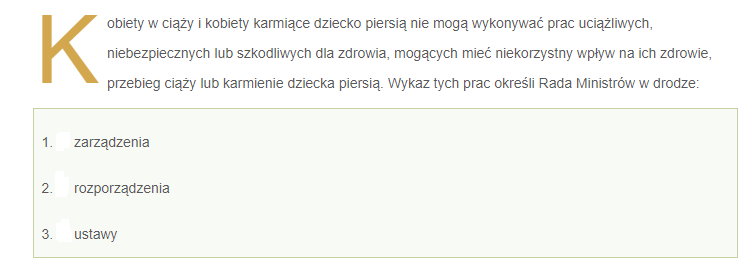 Kobiety w ciąży i kobiety karmiące dziecko piersią nie mogą wykonywać prac uciążliwych,
niebezpiecznych lub szkodliwych dla zdrowia, mogących mieć niekorzystny wpływ na ich zdrowie,
przebieg ciąży lub karmienie dziecka piersią. Wykaz tych prac określi Rada Ministrów w drodze:
1. zarządzenia
2. rozporządzenia
3. ustawy